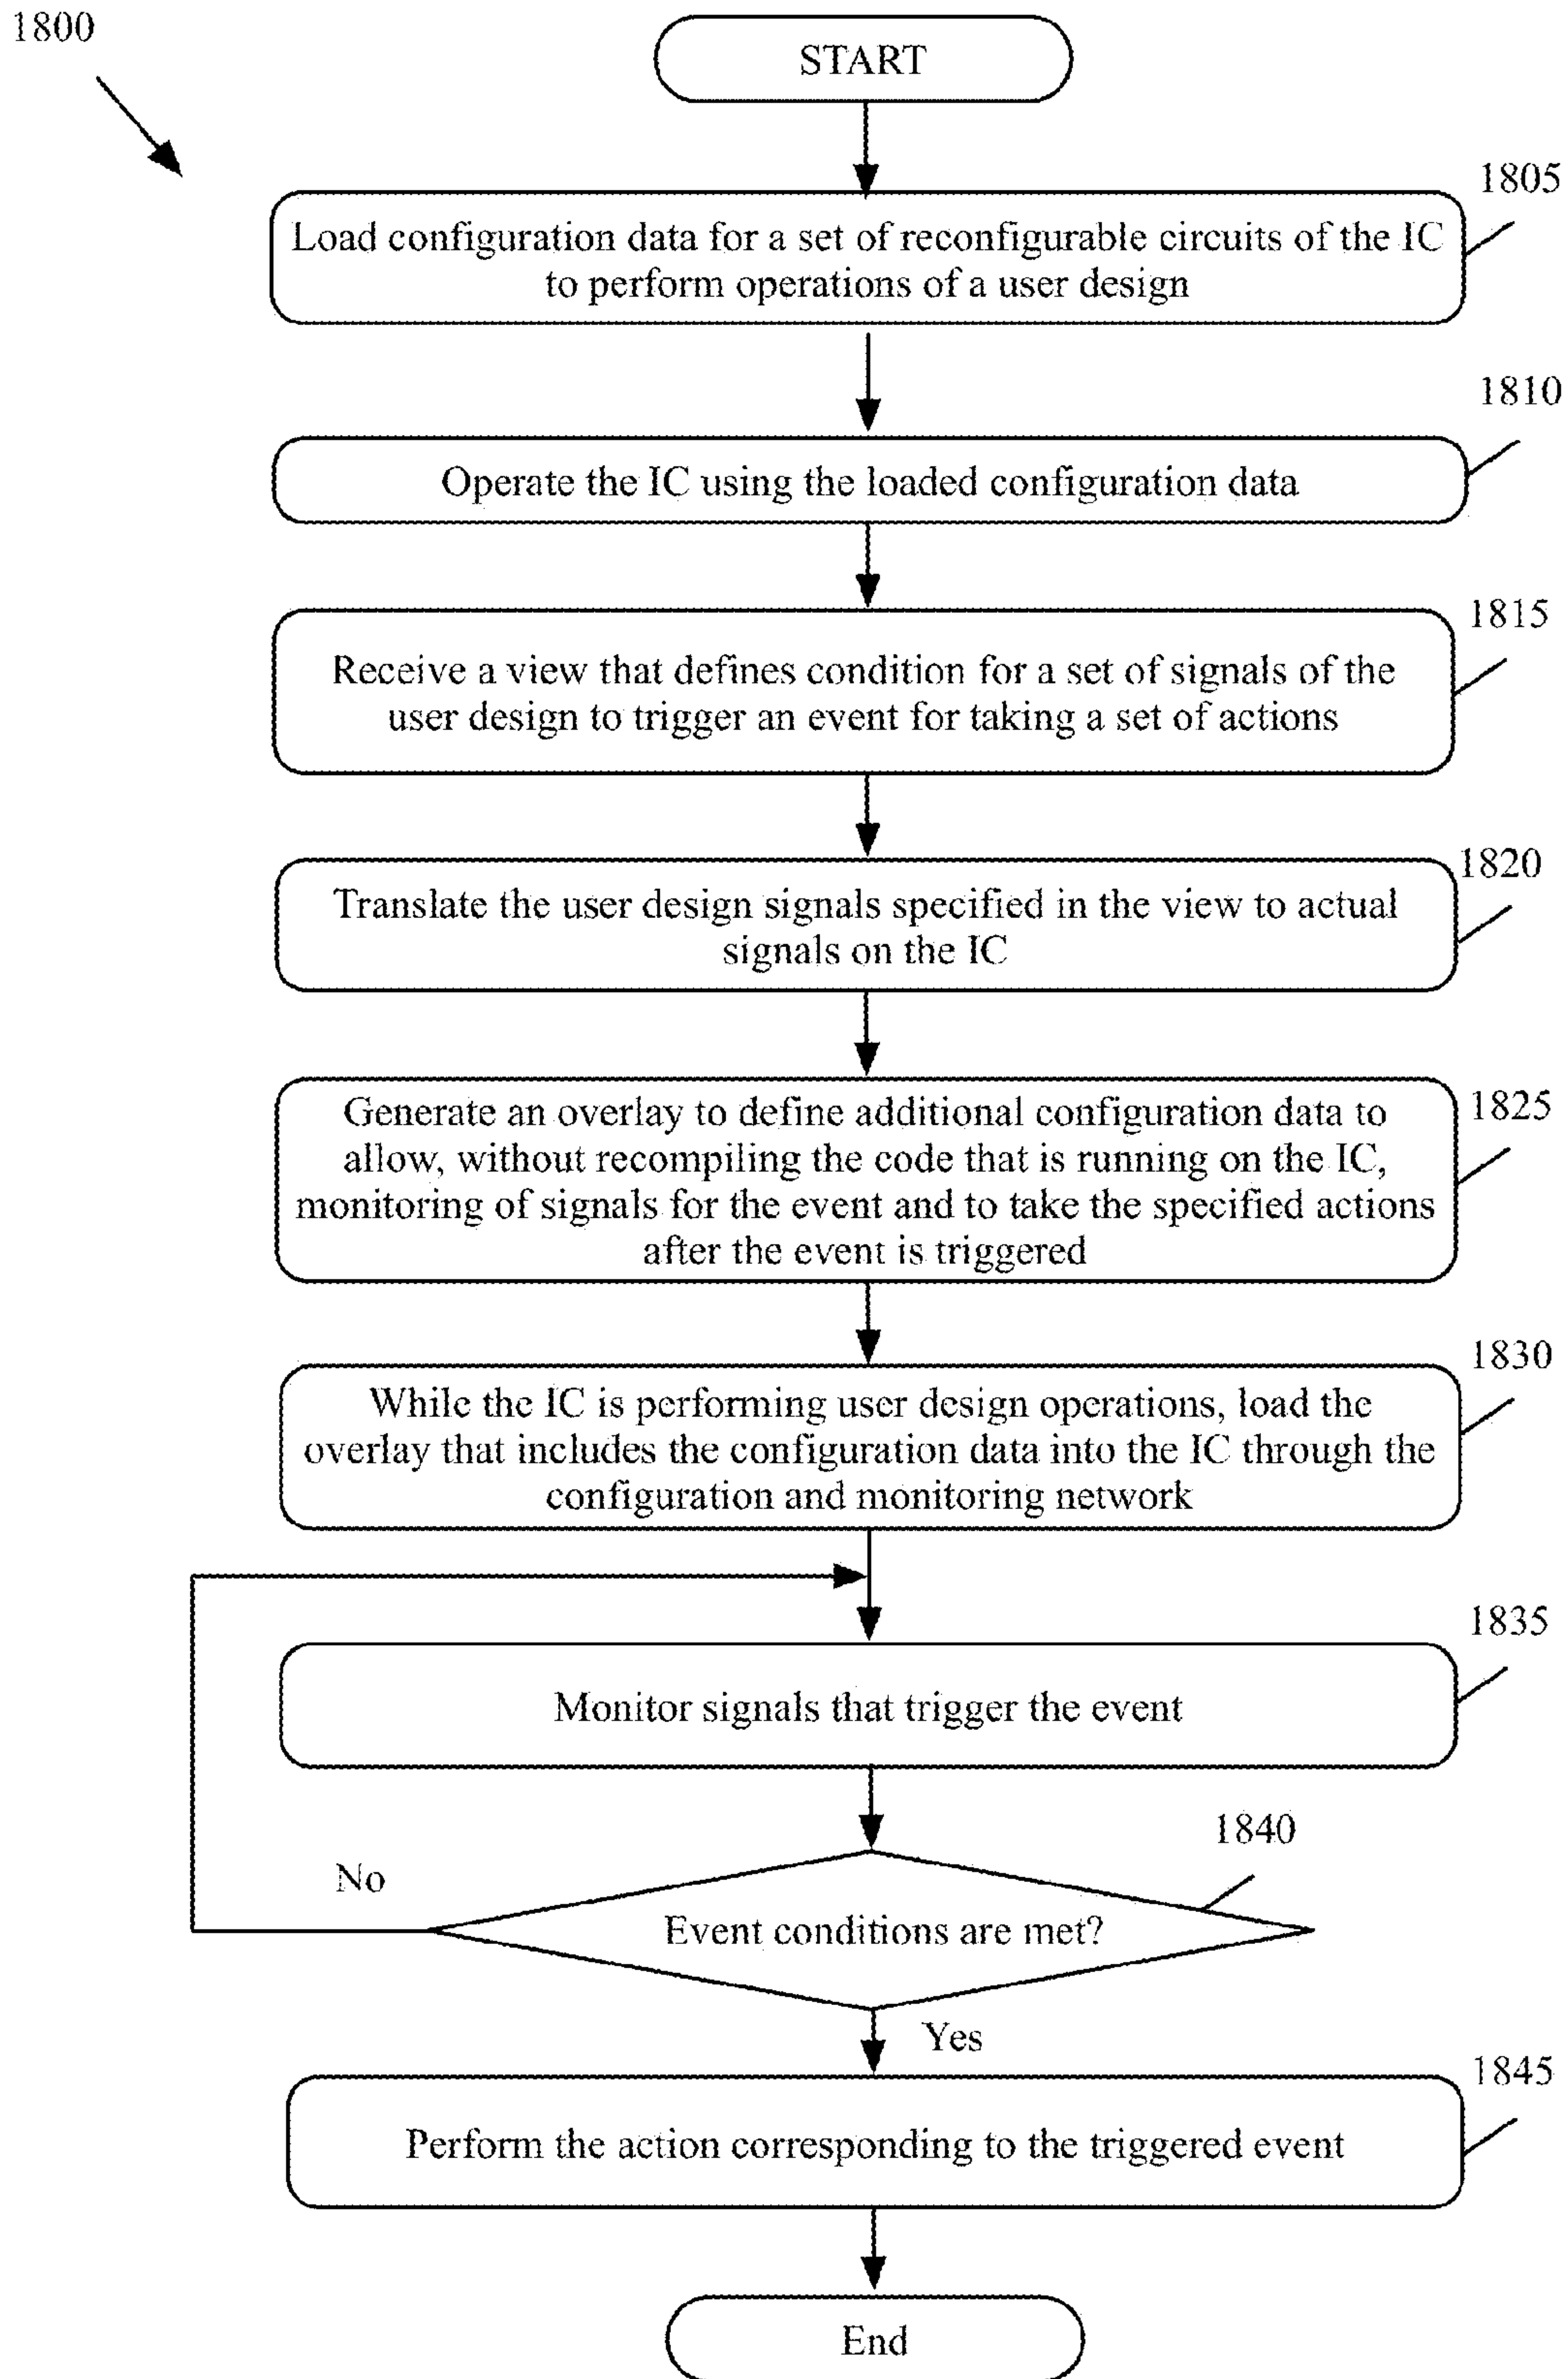 1800
START
1805
Load configuration data for a set of reconfigurable circuits of the IC
to perform operations of a user design
1810
Operate the IC using the loaded configuration data
1815
Receive a view that defines condition for a set of signals of the
user design to trigger an event for taking a set of actions
1820
Translate the user design signals specified in the view to actual
signals on the IC
1825
Generate an overlay to define additional configuration data to
allow, without recompiling the code that is running on the IC,
monitoring of signals for the event and to take the specified actions
after the event is triggered
1830
While the IC is performing user design operations, load the
overlay that includes the configuration data into the IC through the
configuration and monitoring network
1835
Monitor signals that trigger the event
1840
No
Event conditions are met?
Yes
1845
Perform the action corresponding to the triggered event
End